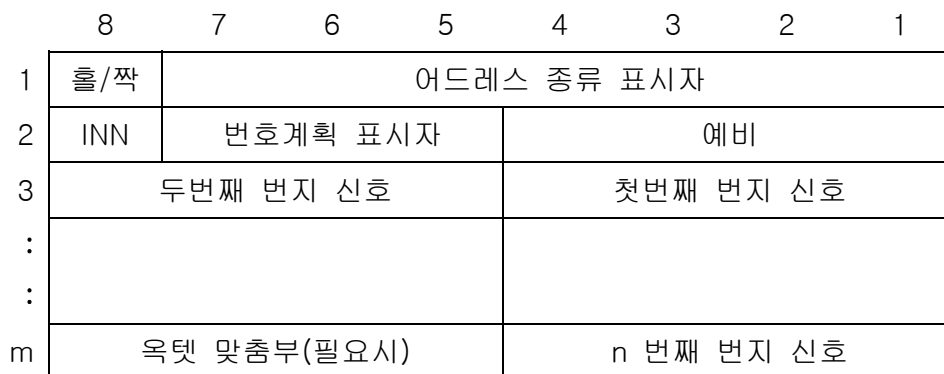 8 7 6 5 4 3 2 1
1 홀/짝 어드레스 종류 표시자
2 INN 번호계획 표시자 예비
3 두번째 번지 신호 첫번째 번지 신호
:
:
m 옥텟 맞춤부(필요시) n 번째 번지 신호